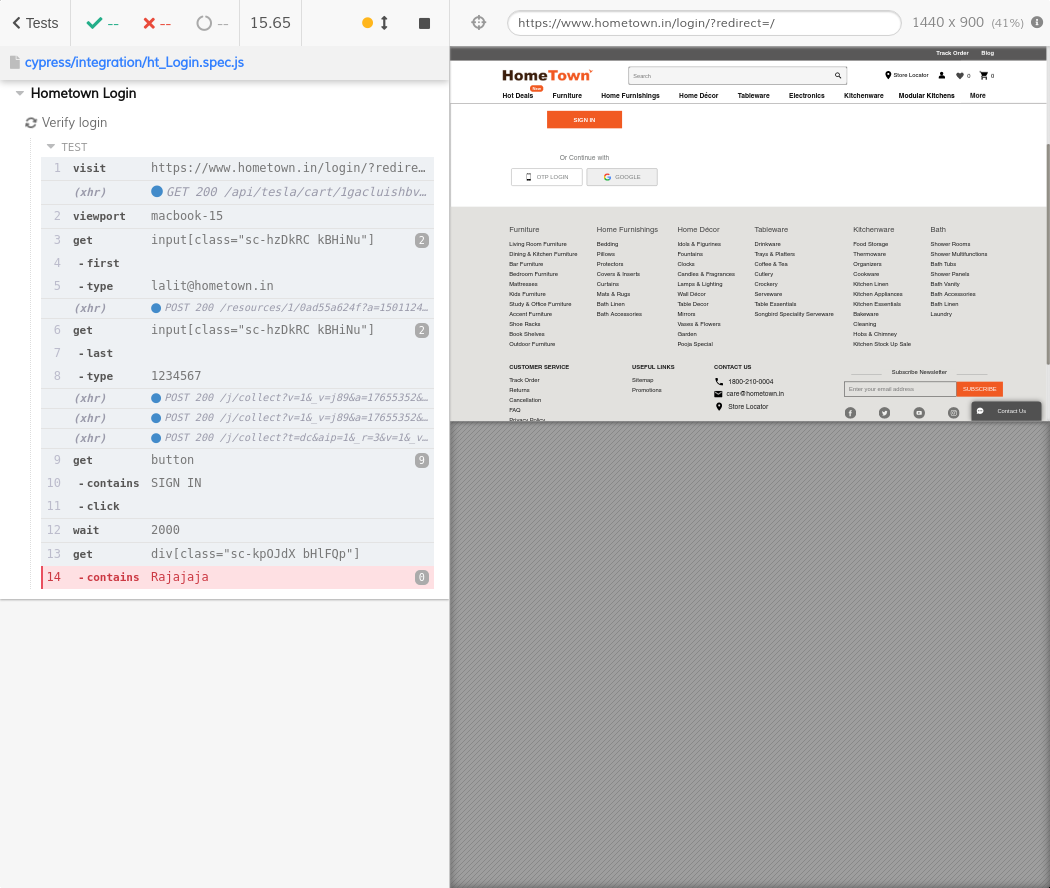 Tests
--
--
--
15.65
https://www.hometown.in/login/?redirect=/
1440 x 900 (41%)
cypress/integration/ht_Login.spec.js
Hometown Login
Verify login
TEST
1 visit https://www.hometown.in/login/?redire…
(xhr) GET 200 /api/tesla/cart/1gacluishbv…
2 viewport macbook-15
3 get input[class="sc-hzDkRC kBHiNu"] 2
4 -first
5 -type lalit@hometown.in
(xhr) POST 200 /resources/1/0ad55a624f?a=1501124…
6 get input[class="sc-hzDkRC kBHiNu"] 2
7 -last
8 -type 1234567
(xhr) POST 200 /j/collect?v=1&_v=j89&a=17655352&…
(xhr) POST 200 /j/collect?v=1&_v=j89&a=17655352&…
(xhr) POST 200 /j/collect?t=dc&aip=1&_r=3&v=1&_v…
9 get button 9
10 -contains SIGN IN
11 -click
12 wait 2000
13 get div[class="sc-kpOJdX bHlFQp"]
14 -contains Rajajaja 0
Track Order Blog
HomeTown
Search
Store Locator 0 0
New
Hot Deals Furniture Home Furnishings Home Décor Tableware Electronics Kitchenware Modular Kitchens More
SIGN IN
Or Continue with
OTP LOGIN GOOGLE
Furniture
Living Room Furniture
Dining & Kitchen Furniture
Bar Furniture
Bedroom Furniture
Mattresses
Kids Furniture
Study & Office Furniture
Accent Furniture
Shoe Racks
Book Shelves
Outdoor Furniture
Home Furnishings
Bedding
Pillows
Protectors
Covers & Inserts
Curtains
Mats & Rugs
Bath Linen
Bath Accessories
Home Décor
Idols & Figurines
Fountains
Clocks
Candles & Fragrances
Lamps & Lighting
Wall Décor
Table Decor
Mirrors
Vases & Flowers
Garden
Pooja Special
Tableware
Drinkware
Trays & Platters
Coffee & Tea
Cutlery
Crockery
Serveware
Table Essentials
Songbird Speciality Serveware
Kitchenware
Food Storage
Thermoware
Organizers
Cookware
Kitchen Linen
Kitchen Appliances
Kitchen Essentials
Bakeware
Cleaning
Hobs & Chimney
Kitchen Stock Up Sale
Bath
Shower Rooms
Shower Multifunctions
Bath Tubs
Shower Panels
Bath Vanity
Bath Accessories
Bath Linen
Laundry
CUSTOMER SERVICE
Track Order
Returns
Cancellation
FAQ
Privacy Policy
USEFUL LINKS
Sitemap
Promotions
CONTACT US
1800-210-0004
care@hometown.in
Store Locator
Subscribe Newsletter
Enter your email address SUBSCRIBE
Contact Us